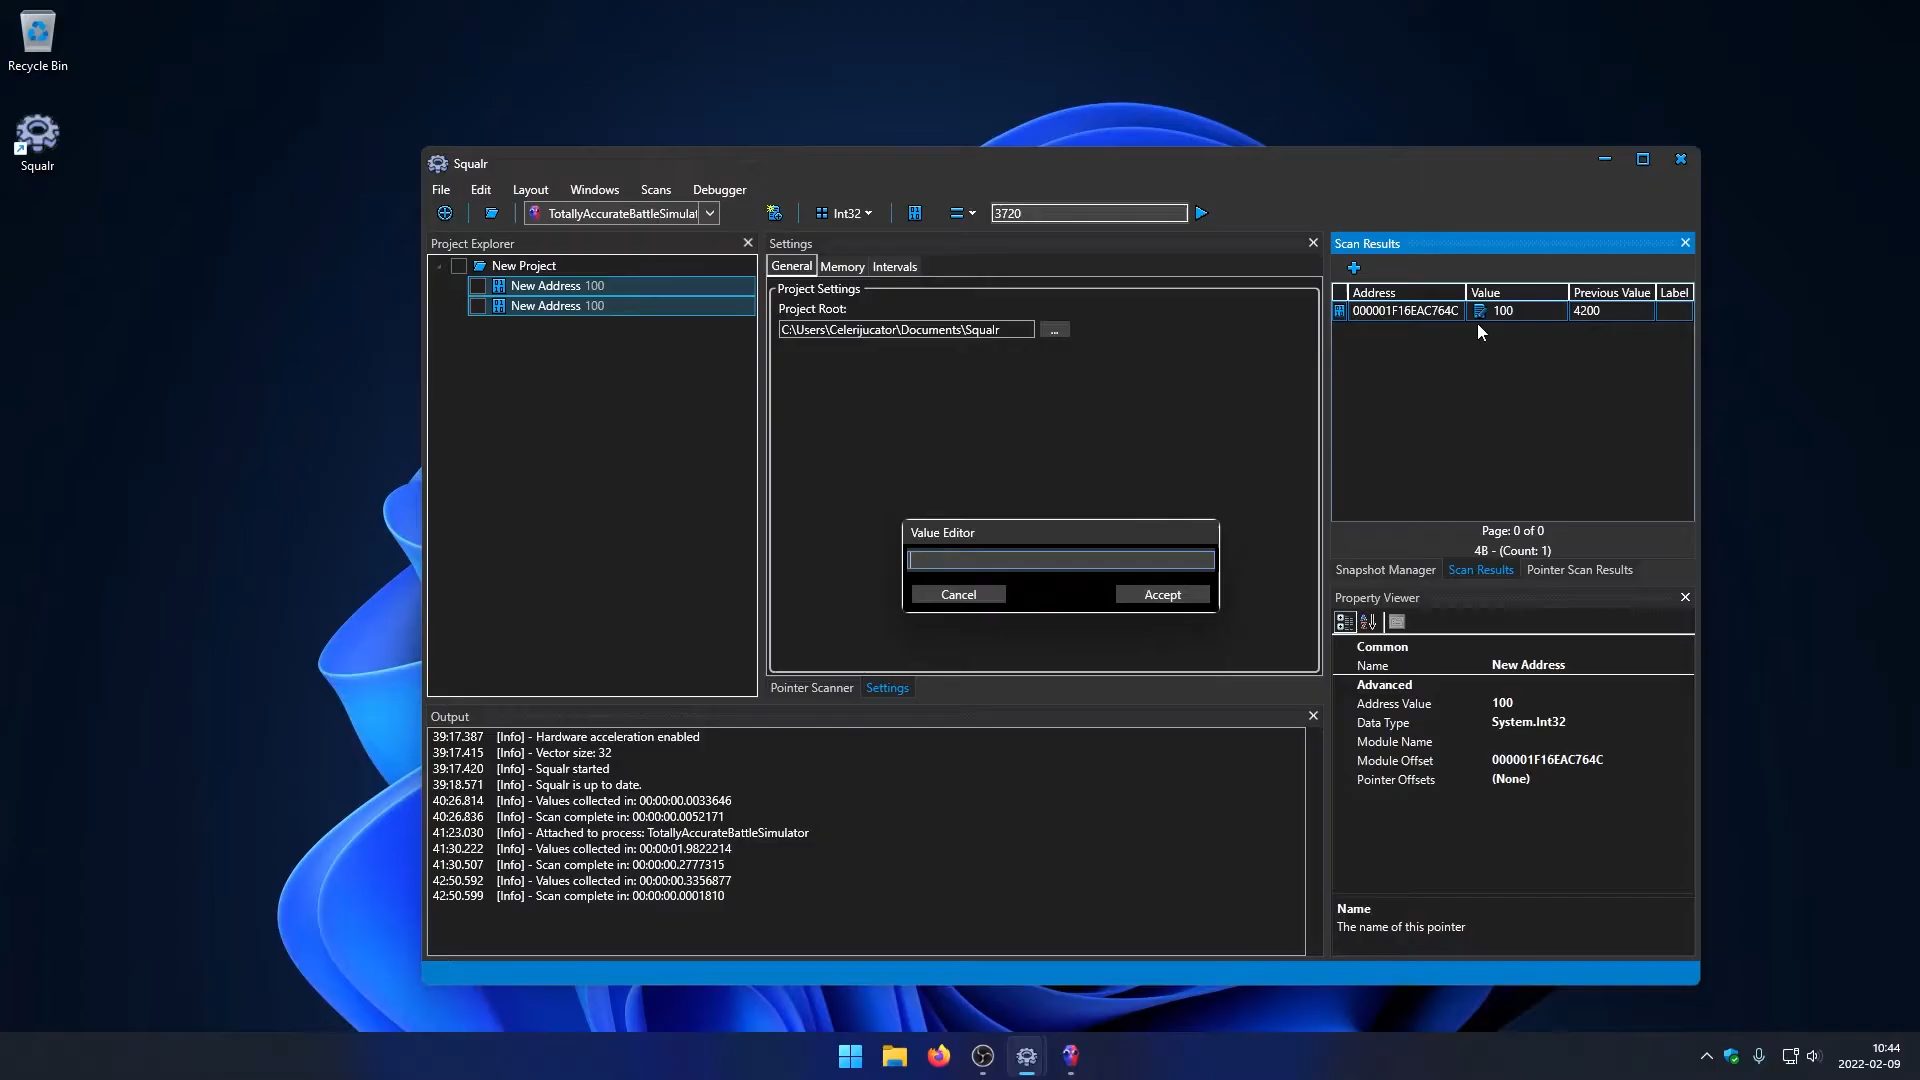 Recycle Bin
Squalr
Squalr
File Edit Layout Windows Scans Debugger
TotallyAccurateBattleSimulat
Int32
3720
Project Explorer
New Project
New Address 100
New Address 100
Settings
General Memory Intervals
Project Settings
Project Root:
C:\Users\Celerijucator\Documents\Squalr
...
Value Editor
Cancel Accept
Pointer Scanner Settings
Scan Results
Address Value Previous Value Label
000001F16EAC764C 100 4200
Page: 0 of 0
4B - (Count: 1)
Snapshot Manager Scan Results Pointer Scan Results
Property Viewer
Common
Name New Address
Advanced
Address Value 100
Data Type System.Int32
Module Name
Module Offset 000001F16EAC764C
Pointer Offsets (None)
Name
The name of this pointer
Output
39:17.387 [Info] - Hardware acceleration enabled
39:17.415 [Info] - Vector size: 32
39:17.420 [Info] - Squalr started
39:18.571 [Info] - Squalr is up to date.
40:26.814 [Info] - Values collected in: 00:00:00.0033646
40:26.836 [Info] - Scan complete in: 00:00:00.0052171
41:23.030 [Info] - Attached to process: TotallyAccurateBattleSimulator
41:30.222 [Info] - Values collected in: 00:00:01.9822214
41:30.507 [Info] - Scan complete in: 00:00:00.2777315
42:50.592 [Info] - Values collected in: 00:00:00.3356877
42:50.599 [Info] - Scan complete in: 00:00:00.0001810
10:44
2022-02-09